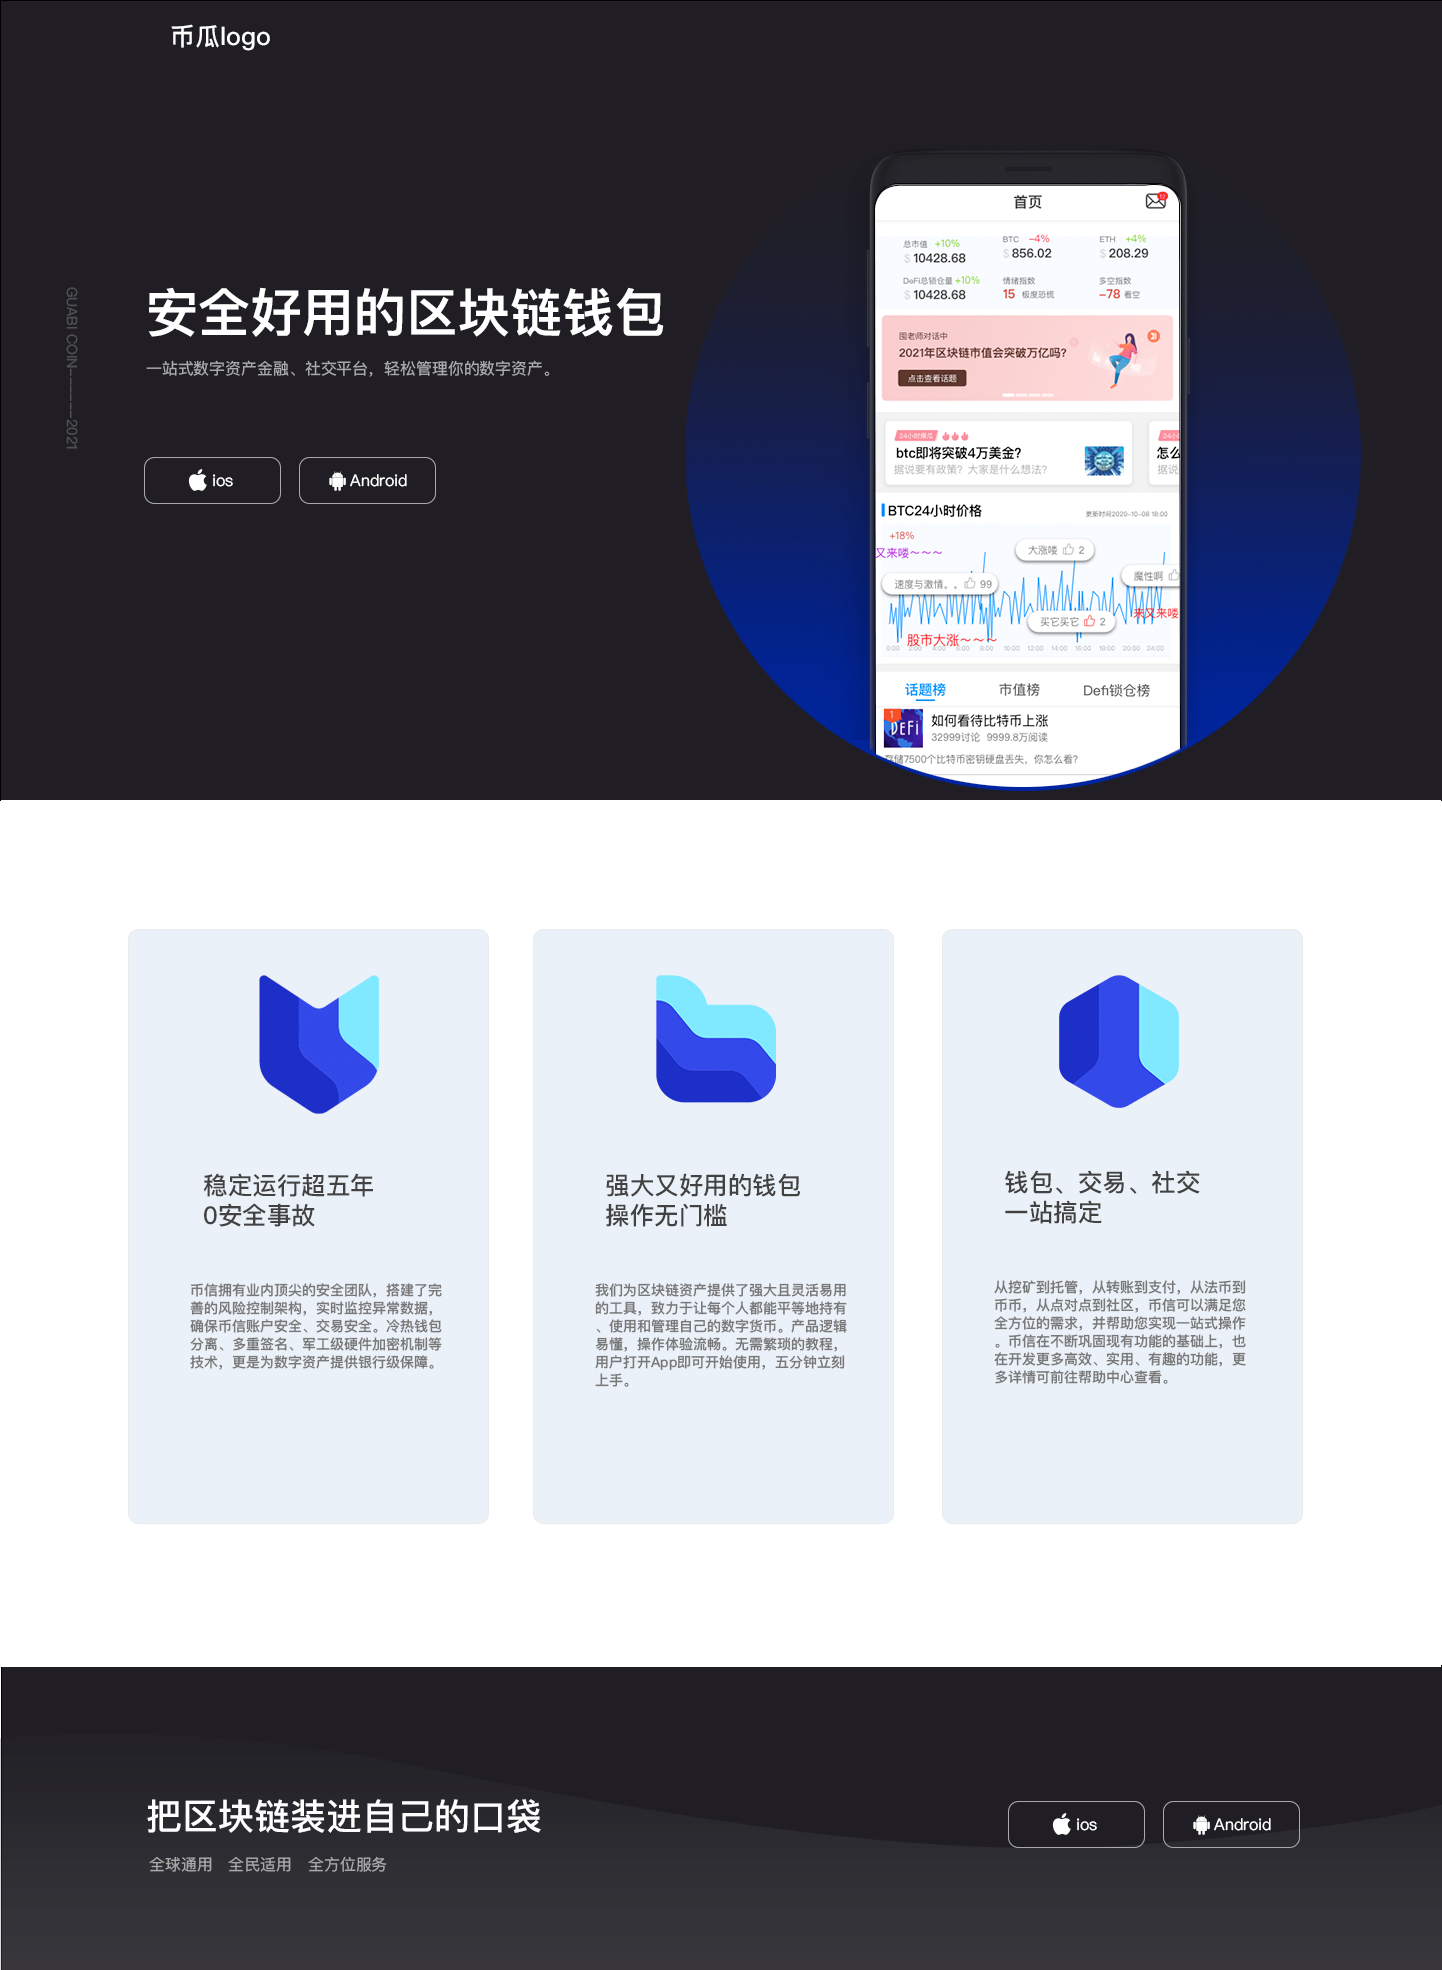 币瓜logo
GUABI COIN—————2021
安全好用的区块链钱包
一站式数字资产金融、社交平台，轻松管理你的数字资产。
ios
Android
首页
总市值 +10%
$ 10428.68
BTC -4%
$ 856.02
ETH +4%
$ 208.29
DeFi总锁仓量 +10%
$ 10428.68
情绪指数
15 极度恐慌
多空指数
-78 看空
囤老师对话中
2021年区块链市值会突破万亿吗?
点击查看话题
24小时爆瓜
btc即将突破4万美金?
据说要有政策? 大家是什么想法?
24小
怎么
据说
BTC24小时价格
更新时间2020-10-08 18:00
+18%
又来喽～～～
大涨喽 2
速度与激情。。 99
魔性啊
来又来喽
买它买它 2
股市大涨～～～
0:00 2:00 4:00 6:00 8:00 10:00 12:00 14:00 16:00 18:00 20:00 24:00
话题榜
市值榜
Defi锁仓榜
1
DEFi
如何看待比特币上涨
32999讨论 9999.8万阅读
存储7500个比特币密钥硬盘丢失，你怎么看?
稳定运行超五年
0安全事故
币信拥有业内顶尖的安全团队，搭建了完
善的风险控制架构，实时监控异常数据，
确保币信账户安全、交易安全。冷热钱包
分离、多重签名、军工级硬件加密机制等
技术，更是为数字资产提供银行级保障。
强大又好用的钱包
操作无门槛
我们为区块链资产提供了强大且灵活易用
的工具，致力于让每个人都能平等地持有
、使用和管理自己的数字货币。产品逻辑
易懂，操作体验流畅。无需繁琐的教程，
用户打开App即可开始使用，五分钟立刻
上手。
钱包、交易、社交
一站搞定
从挖矿到托管，从转账到支付，从法币到
币币，从点对点到社区，币信可以满足您
全方位的需求，并帮助您实现一站式操作
。币信在不断巩固现有功能的基础上，也
在开发更多高效、实用、有趣的功能，更
多详情可前往帮助中心查看。
把区块链装进自己的口袋
全球通用 全民适用 全方位服务
ios
Android